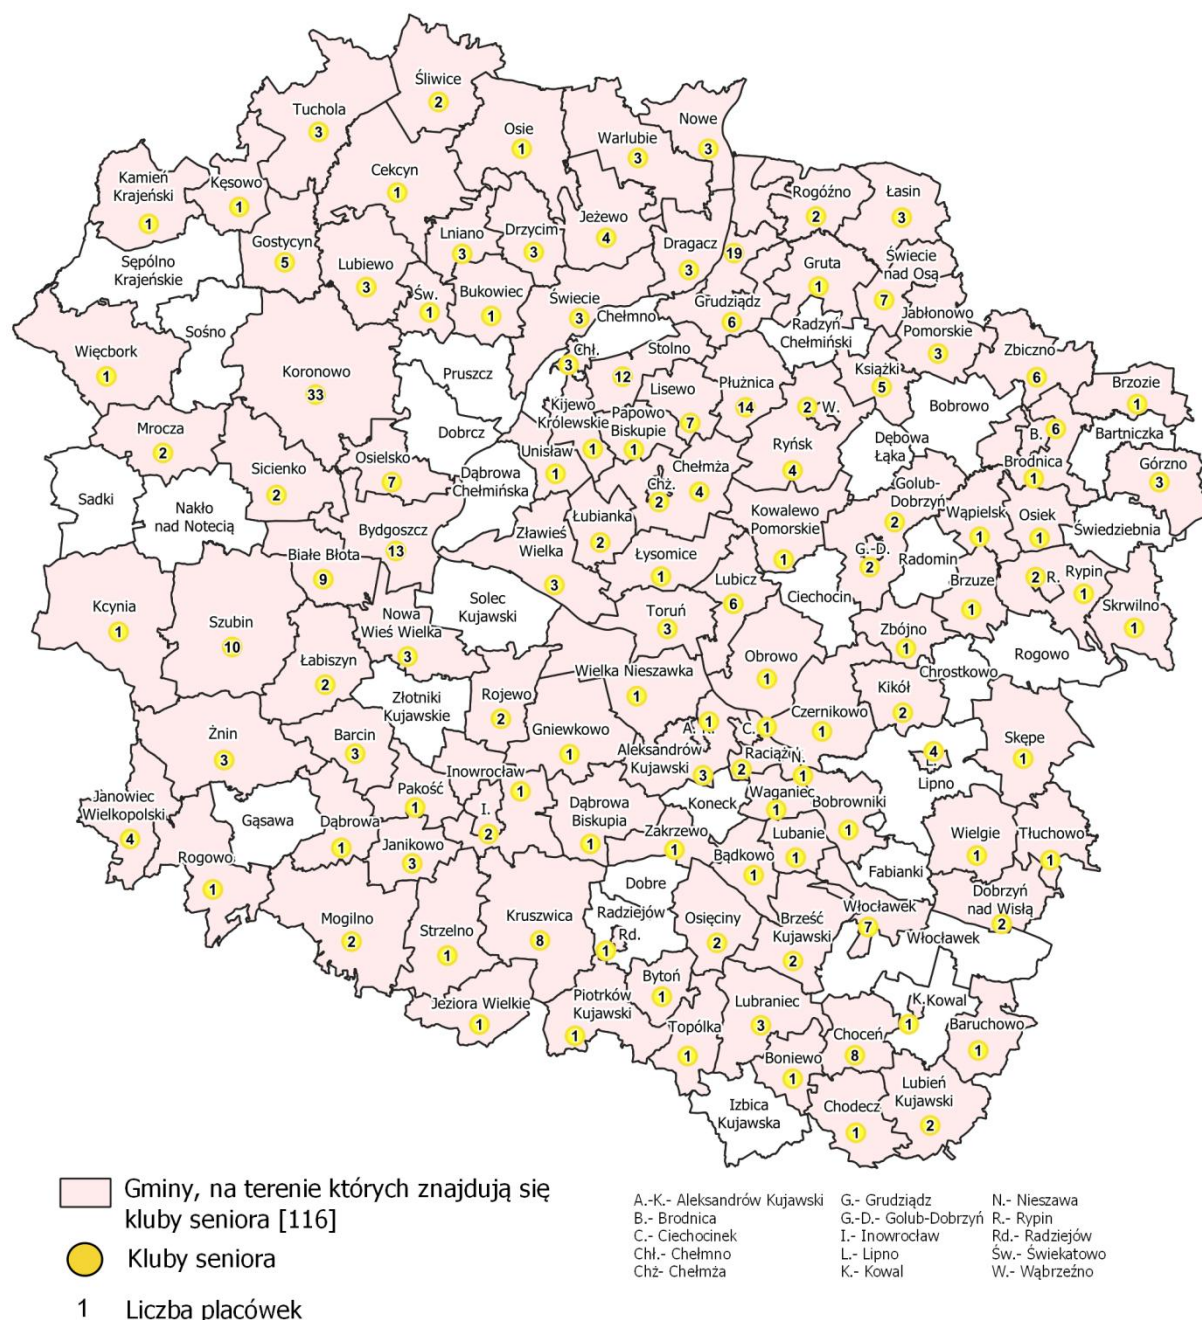 Śliwice
2
Tuchola
3
Osie
1
Warlubie
3
Nowe
3
Kamień
Krajeński
1
Kęsowo
1
Cekcyn
1
Rogóźno
2
Łasin
3
Gostycyn
5
Lubiewo
3
Lniano
3
Drzycim
3
Jeżewo
4
Dragacz
3
19
Gruta
1
Świecie
nad Osą
7
Sępólno
Krajeńskie
Św.
1
Bukowiec
1
Świecie
3
Chełmno
Grudziądz
6
Radzyń
Chełmiński
Jabłonowo
Pomorskie
3
Sośno
Więcbork
1
Koronowo
33
Pruszcz
Chł.
3
Stolno
12
Lisewo
7
Płużnica
14
Książki
5
Zbiczno
6
Brzozie
1
Bobrowo
2
W.
Kijewo
Królewskie
1
Papowo
Biskupie
1
B.
6
Bartniczka
Mrocza
2
Dobrcz
Sicienko
2
Osielsko
7
Dąbrowa
Chełmińska
Unisław
1
Chełmża
4
Chż.
2
Ryńsk
4
Dębowa
Łąka
Brodnica
1
Górzno
3
Sadki
Nakło
nad Notecią
Golub-
Dobrzyń
2
Wąpielsk
1
Osiek
1
Świedziebnia
Bydgoszcz
13
Łubianka
2
Zławieś
Wielka
3
Kowalewo
Pomorskie
1
G.-D.
2
Radomin
Białe Błota
9
Łysomice
1
Lubicz
6
Ciechocin
Brzuze
1
2
R.
Rypin
1
Skrwilno
1
Kcynia
1
Szubin
10
Nowa
Wieś Wielka
3
Solec
Kujawski
Toruń
3
Zbójno
1
Rogowo
Łabiszyn
2
Obrowo
1
Chrostkowo
Złotniki
Kujawskie
Rojewo
2
Wielka Nieszawka
1
Kikół
2
Czernikowo
1
Żnin
3
Barcin
3
Gniewkowo
1
A.-K.
1
C.
1
Skępe
1
Aleksandrów
Kujawski
3
Raciążek
2
N.
1
4
L.
Lipno
Inowrocław
1
Pakość
1
I.
2
Janowiec
Wielkopolski
4
Gąsawa
Dąbrowa
1
Janikowo
3
Dąbrowa
Biskupia
1
Koneck
Waganiec
1
Bobrowniki
1
Zakrzewo
1
Lubanie
1
Bądkowo
1
Wielgie
1
Tłuchowo
1
Rogowo
1
Dobre
Fabianki
Dobrzyń
nad Wisłą
2
Mogilno
2
Strzelno
1
Kruszwica
8
Radziejów
Rd.
1
Osięciny
2
Brześć
Kujawski
2
Włocławek
7
Włocławek
Bytoń
1
Jeziora Wielkie
1
Piotrków
Kujawski
1
Lubraniec
3
K.
1
Kowal
Baruchowo
1
Topólka
1
Choceń
8
Boniewo
1
Izbica
Kujawska
Chodecz
1
Lubień
Kujawski
2
Gminy, na terenie których znajdują się
kluby seniora [116]
Kluby seniora
1 Liczba placówek
A.-K.- Aleksandrów Kujawski
B.- Brodnica
C.- Ciechocinek
Chł.- Chełmno
Chż- Chełmża
G.- Grudziądz
G.-D.- Golub-Dobrzyń
I.- Inowrocław
L.- Lipno
K.- Kowal
N.- Nieszawa
R.- Rypin
Rd.- Radziejów
Św.- Świekatowo
W.- Wąbrzeźno